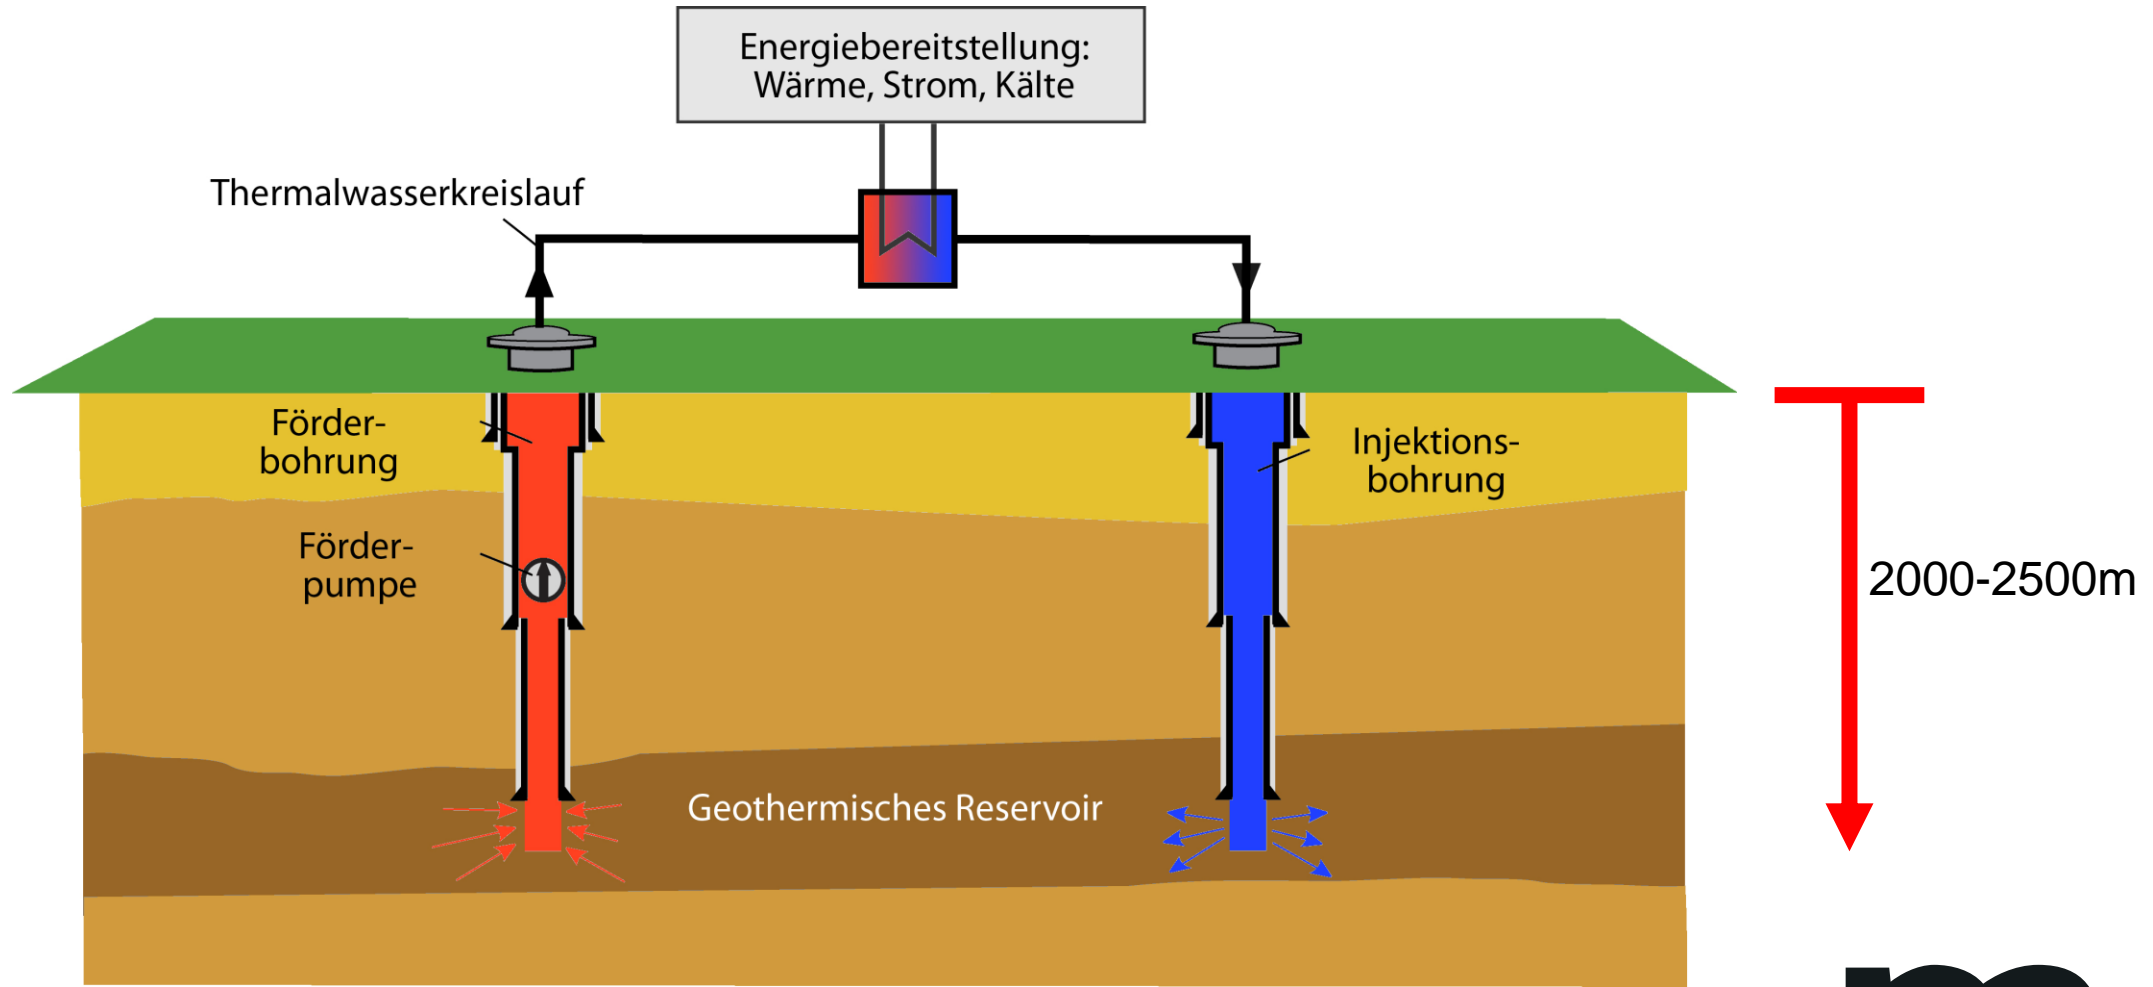 Energiebereitstellung:
Wärme, Strom, Kälte
Thermalwasserkreislauf
Förder-
bohrung
Injektions-
bohrung
Förder-
pumpe
2000-2500m
Geothermisches Reservoir